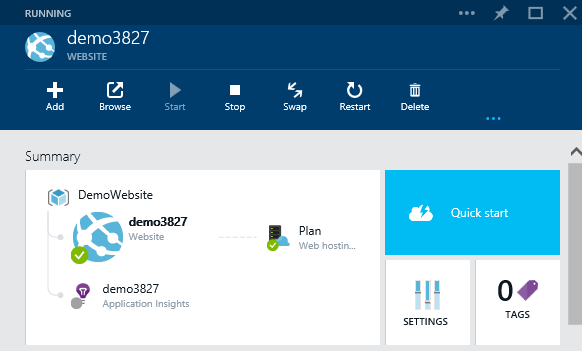 RUNNING
demo3827
WEBSITE
Add Browse Start Stop Swap Restart Delete
Summary
DemoWebsite
demo3827
Website
Plan
Web hostin...
demo3827
Application Insights
Quick start
SETTINGS
0
TAGS